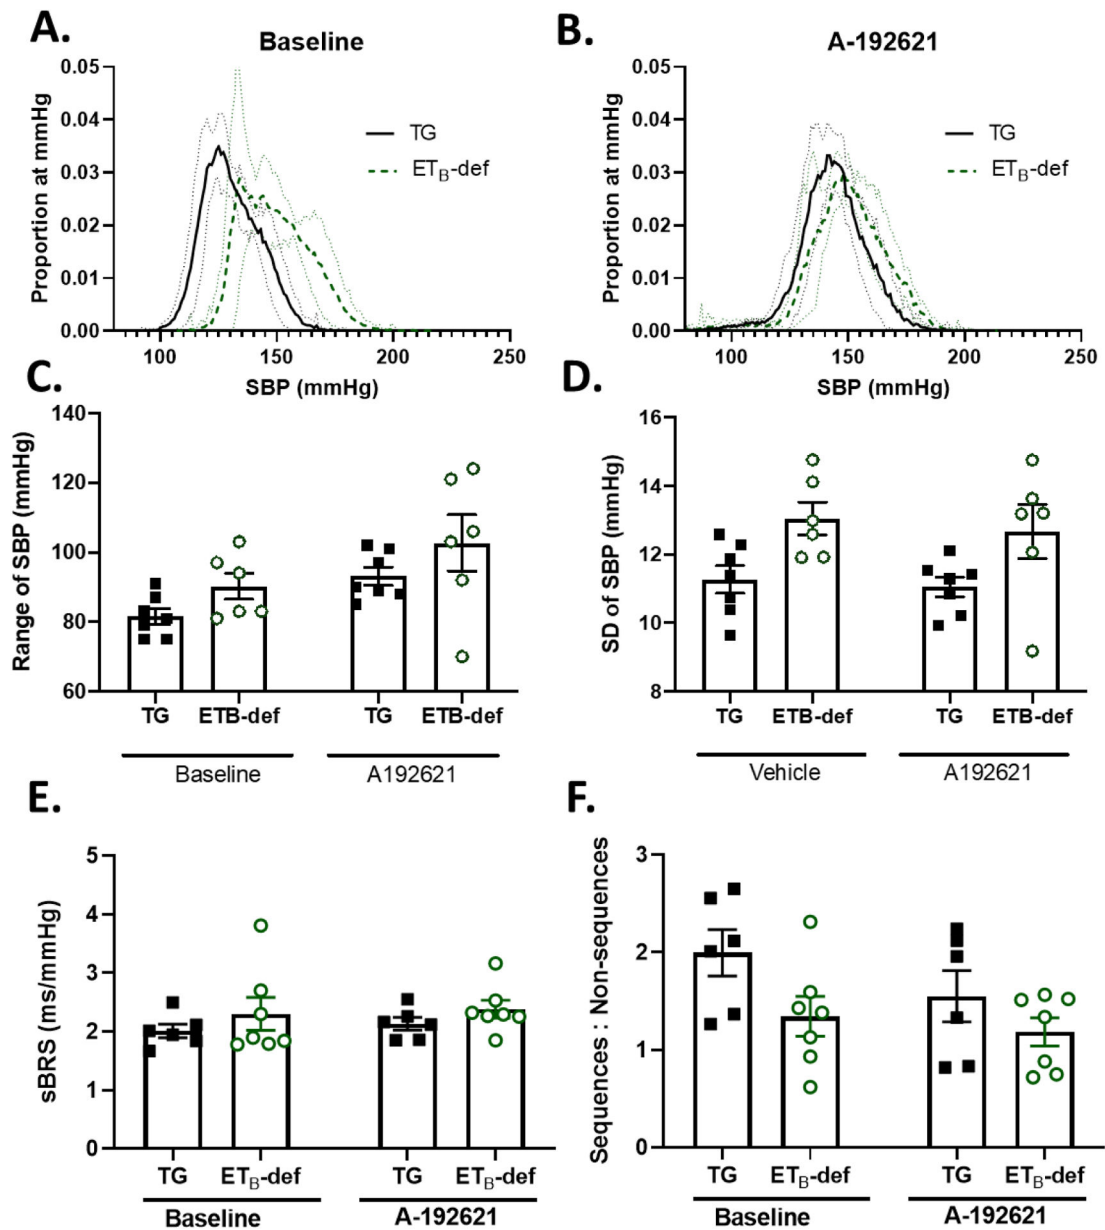 A.
Baseline
Proportion at mmHg
0.05
0.04
0.03
0.02
0.01
0.00
TG
ETB-def
100 150 200 250
SBP (mmHg)
B.
A-192621
Proportion at mmHg
0.05
0.04
0.03
0.02
0.01
0.00
TG
ETB-def
100 150 200 250
SBP (mmHg)
C.
Range of SBP (mmHg)
140
120
100
80
60
TG ETB-def TG ETB-def
Baseline A192621
D.
SD of SBP (mmHg)
16
14
12
10
8
TG ETB-def TG ETB-def
Vehicle A192621
E.
sBRS (ms/mmHg)
5
4
3
2
1
0
TG ETB-def TG ETB-def
Baseline A-192621
F.
Sequences : Non-sequences
3
2
1
0
TG ETB-def TG ETB-def
Baseline A-192621